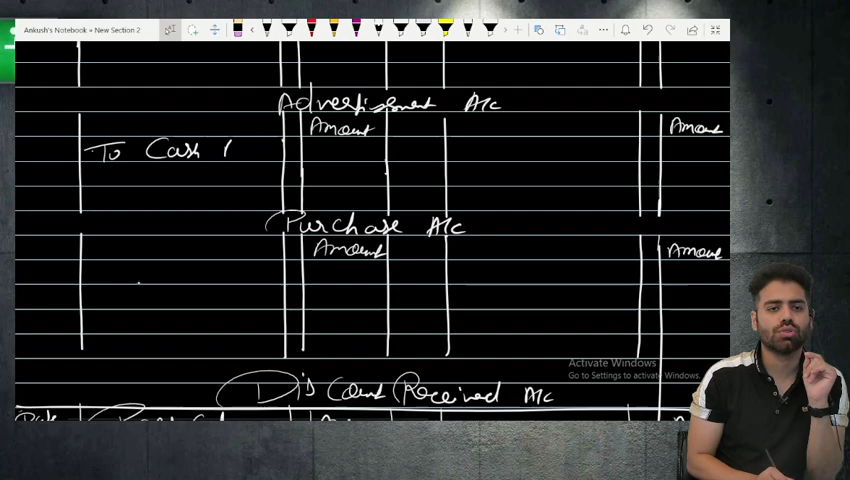 Ankush's Notebook » New Section 2
Advertisement A/c
Amount
Amount
To Cash
Purchase A/c
Amount
Amount
Activate Windows
Go to Settings to activate Windows.
Discount Received A/c